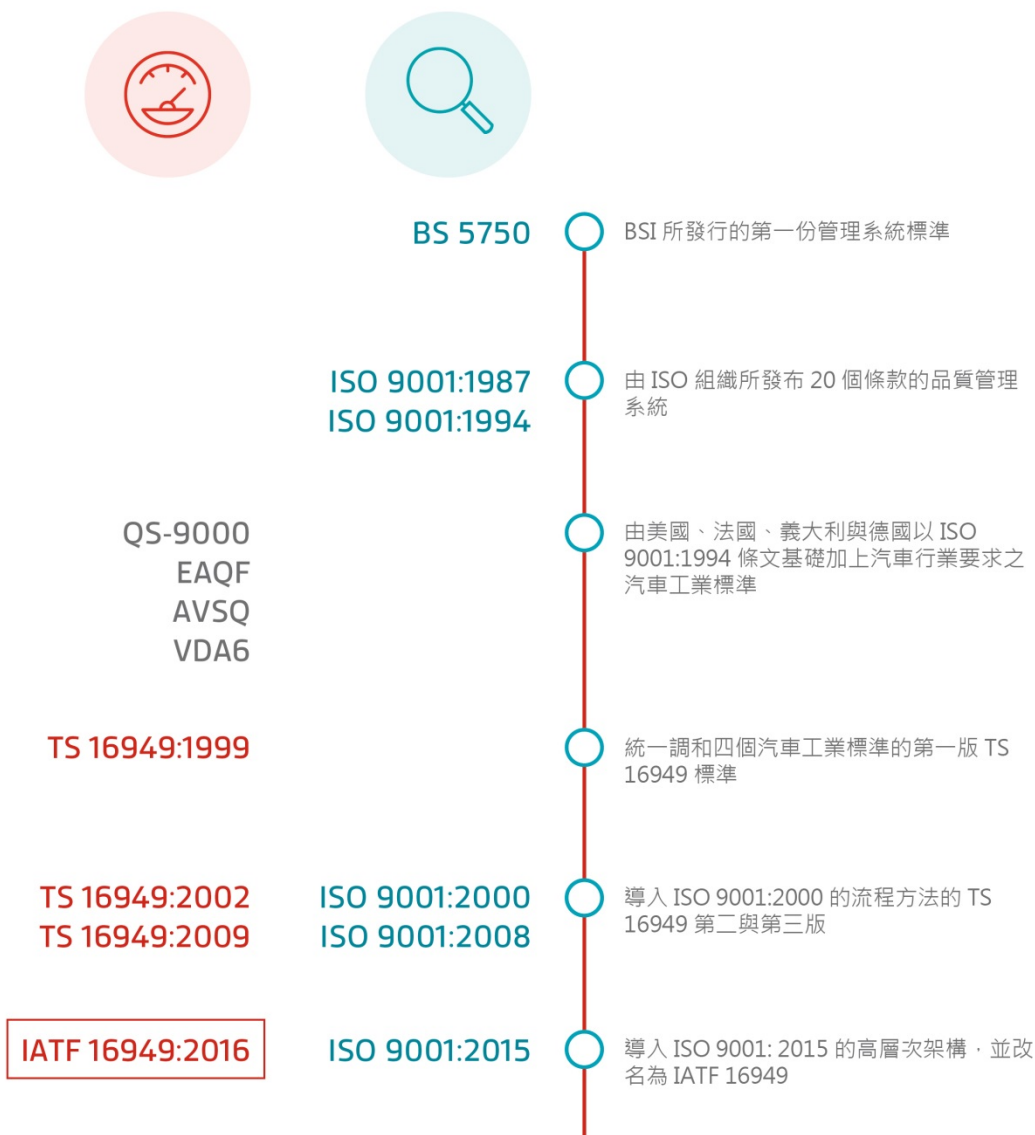 BS 5750
BSI 所發行的第一份管理系統標準
ISO 9001:1987
ISO 9001:1994
由 ISO 組織所發布 20 個條款的品質管理
系統
QS-9000
EAQF
AVSQ
VDA6
由美國、法國、義大利與德國以 ISO
9001:1994 條文基礎加上汽車行業要求之
汽車工業標準
TS 16949:1999
統一調和四個汽車工業標準的第一版 TS
16949 標準
TS 16949:2002
TS 16949:2009
ISO 9001:2000
ISO 9001:2008
導入 ISO 9001:2000 的流程方法的 TS
16949 第二與第三版
IATF 16949:2016
ISO 9001:2015
導入 ISO 9001: 2015 的高層次架構，並改
名為 IATF 16949